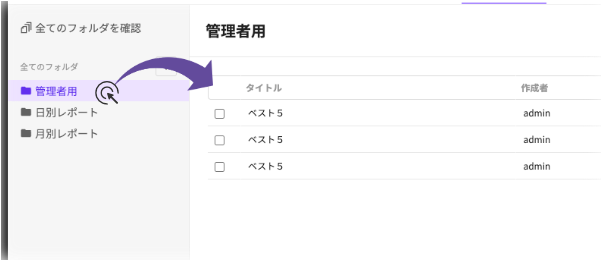 全てのフォルダを確認
全てのフォルダ
管理者用
日別レポート
月別レポート
管理者用
タイトル 作成者
ベスト５ admin
ベスト５ admin
ベスト５ admin